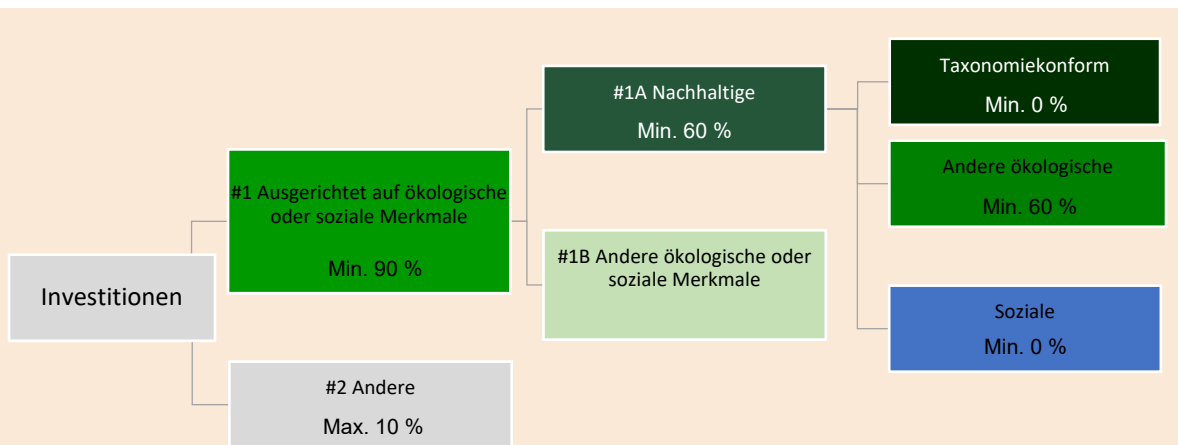 Investitionen
#1 Ausgerichtet auf ökologische
oder soziale Merkmale
Min. 90 %
#2 Andere
Max. 10 %
#1A Nachhaltige
Min. 60 %
#1B Andere ökologische oder
soziale Merkmale
Taxonomiekonform
Min. 0 %
Andere ökologische
Min. 60 %
Soziale
Min. 0 %